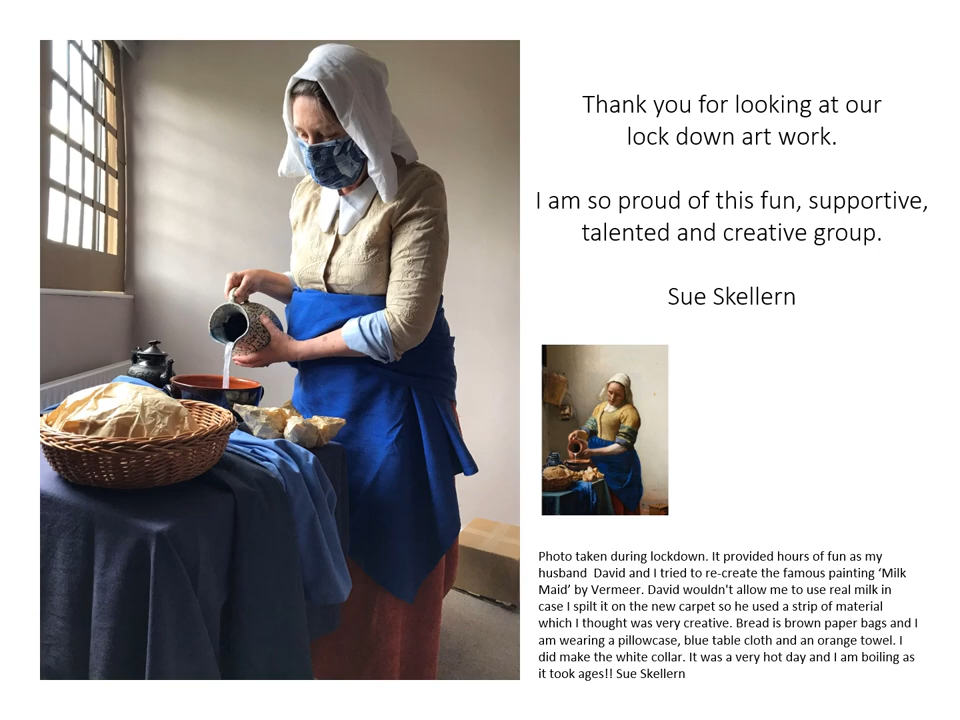 Thank you for looking at our
lock down art work.
I am so proud of this fun, supportive,
talented and creative group.
Sue Skellern
Photo taken during lockdown. It provided hours of fun as my
husband  David and I tried to re-create the famous painting ‘Milk
Maid’ by Vermeer. David wouldn't allow me to use real milk in
case I spilt it on the new carpet so he used a strip of material
which I thought was very creative. Bread is brown paper bags and I
am wearing a pillowcase, blue table cloth and an orange towel. I
did make the white collar. It was a very hot day and I am boiling as
it took ages!! Sue Skellern